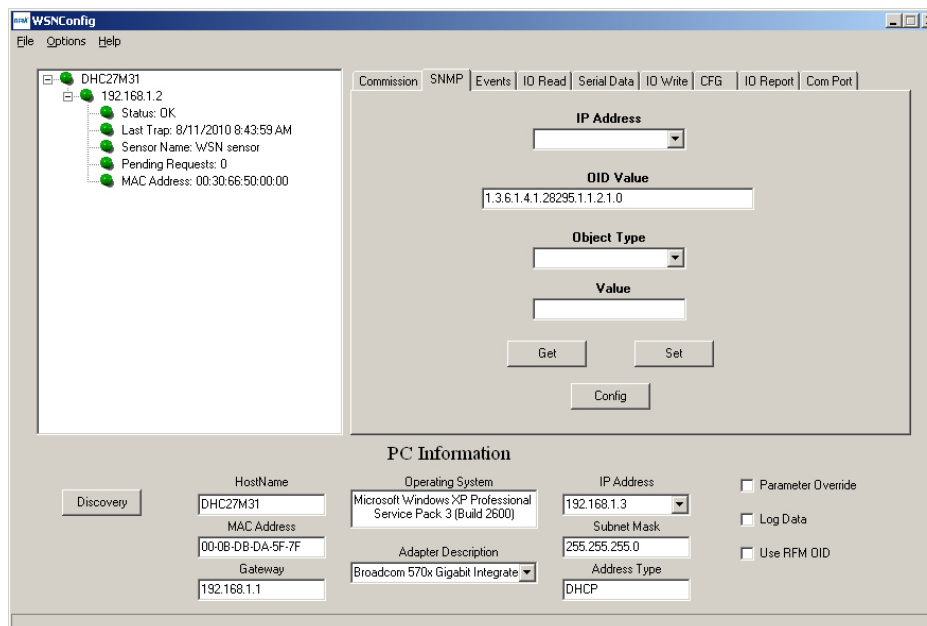 WSNConfig
File Options Help
DHC27M31
192.168.1.2
Status: OK
Last Trap: 8/11/2010 8:43:59 AM
Sensor Name: WSN sensor
Pending Requests: 0
MAC Address: 00:30:66:50:00:00
Commission SNMP Events IO Read Serial Data IO Write CFG IO Report Com Port
IP Address
OID Value
1.3.6.1.4.1.28295.1.1.2.1.0
Object Type
Value
Get Set
Config
PC Information
Discovery
HostName
DHC27M31
MAC Address
00-0B-DB-DA-5F-7F
Gateway
192.168.1.1
Operating System
Microsoft Windows XP Professional
Service Pack 3 (Build 2600)
Adapter Description
Broadcom 570x Gigabit Integrate
IP Address
192.168.1.3
Subnet Mask
255.255.255.0
Address Type
DHCP
Parameter Override
Log Data
Use RFM OID